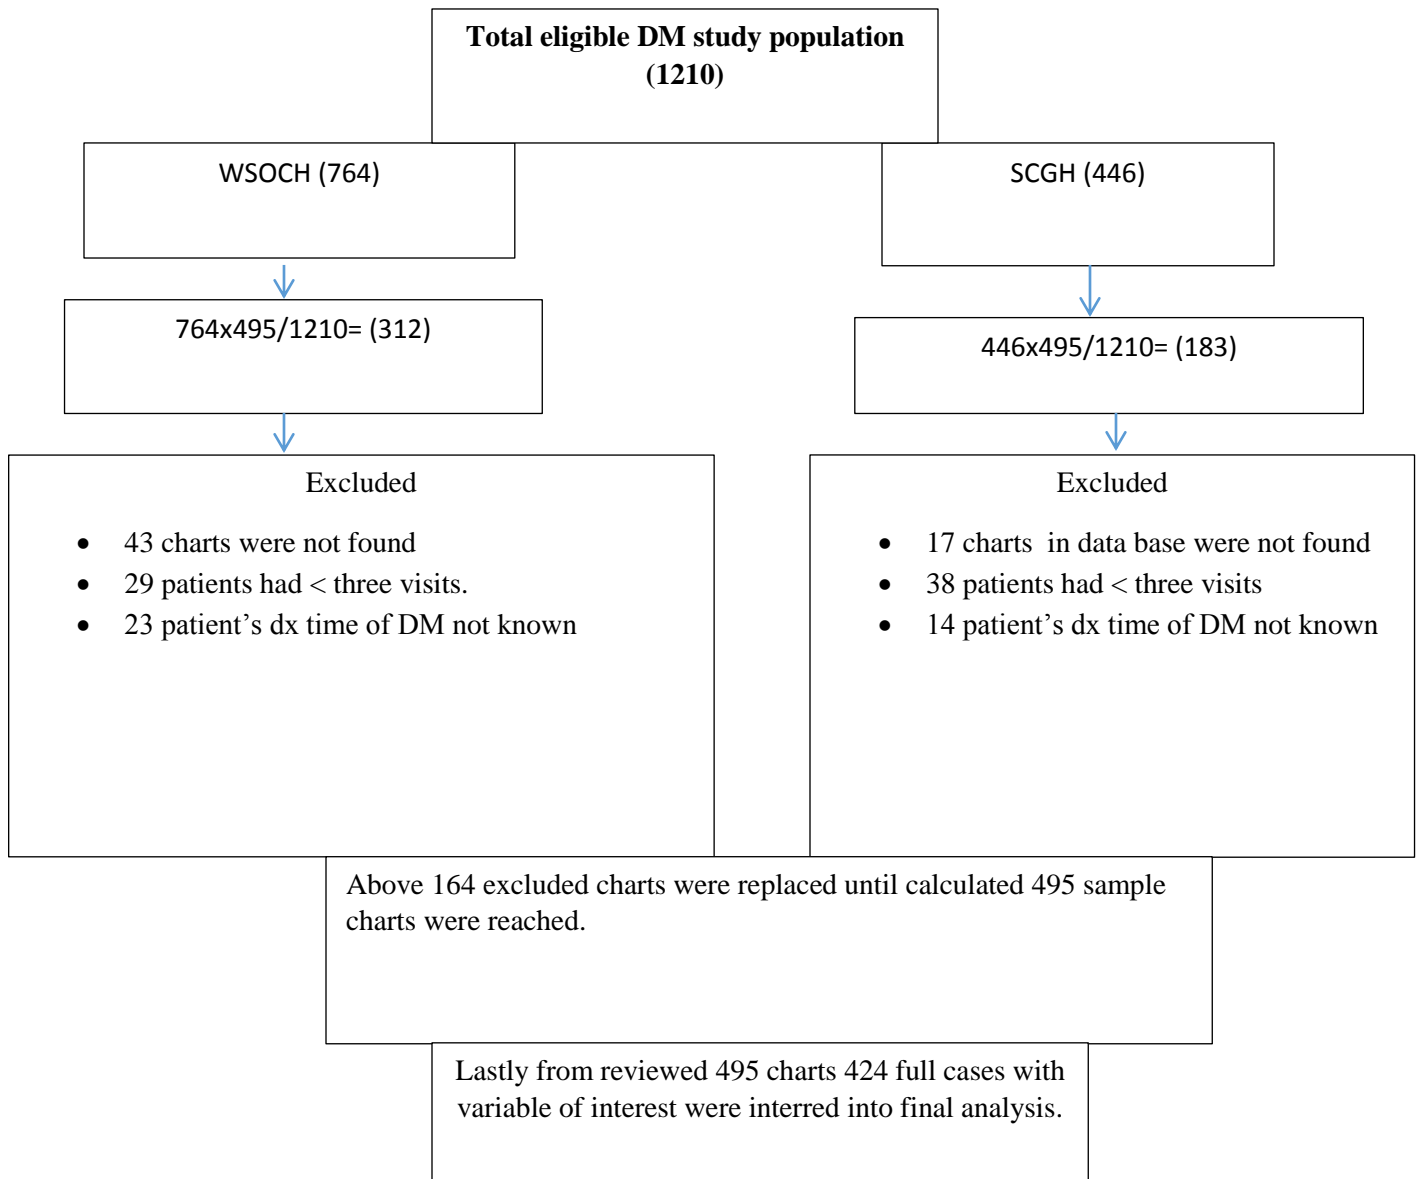 Total eligible DM study population
(1210)
WSOCH (764)
SCGH (446)
764x495/1210= (312)
446x495/1210= (183)
Excluded
• 43 charts were not found
• 29 patients had < three visits.
• 23 patient’s dx time of DM not known
Excluded
• 17 charts  in data base were not found
• 38 patients had < three visits
• 14 patient’s dx time of DM not known
Above 164 excluded charts were replaced until calculated 495 sample
charts were reached.
Lastly from reviewed 495 charts 424 full cases with
variable of interest were interred into final analysis.